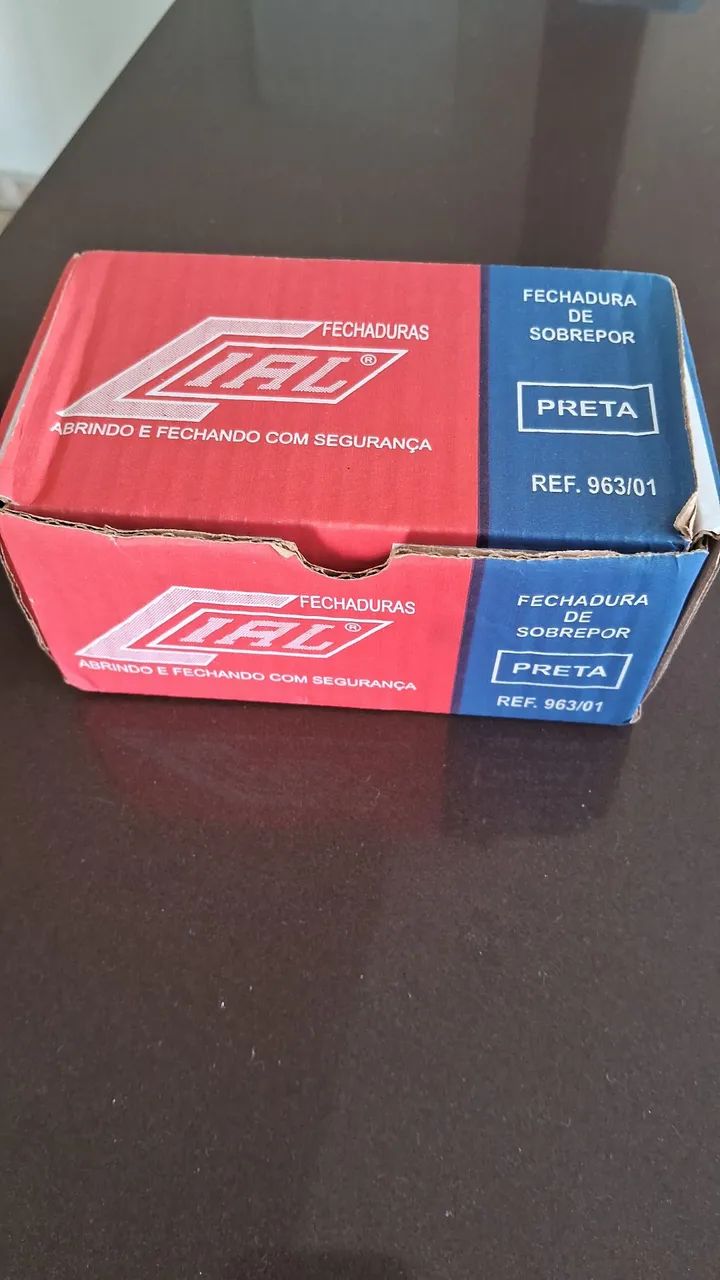 FECHADURAS
CIAL®
ABRINDO E FECHANDO COM SEGURANÇA
FECHADURA
DE
SOBREPOR
PRETA
REF. 963/01
FECHADURAS
CIAL®
ABRINDO E FECHANDO COM SEGURANÇA
FECHADURA
DE
SOBREPOR
PRETA
REF. 963/01